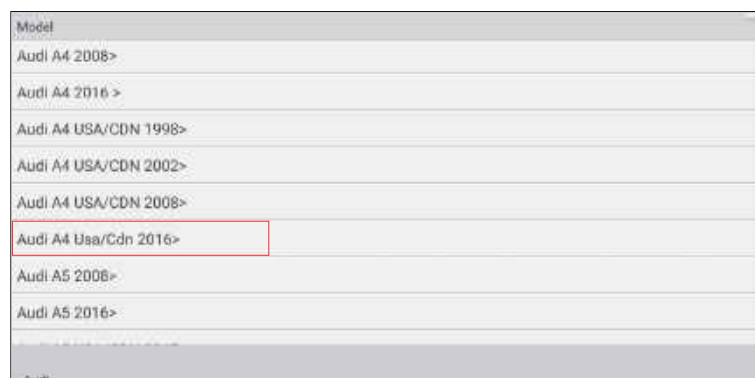 Model
Audi A4 2008>
Audi A4 2016 >
Audi A4 USA/CDN 1998>
Audi A4 USA/CDN 2002>
Audi A4 USA/CDN 2008>
Audi A4 Usa/Cdn 2016>
Audi A5 2008>
Audi A5 2016>